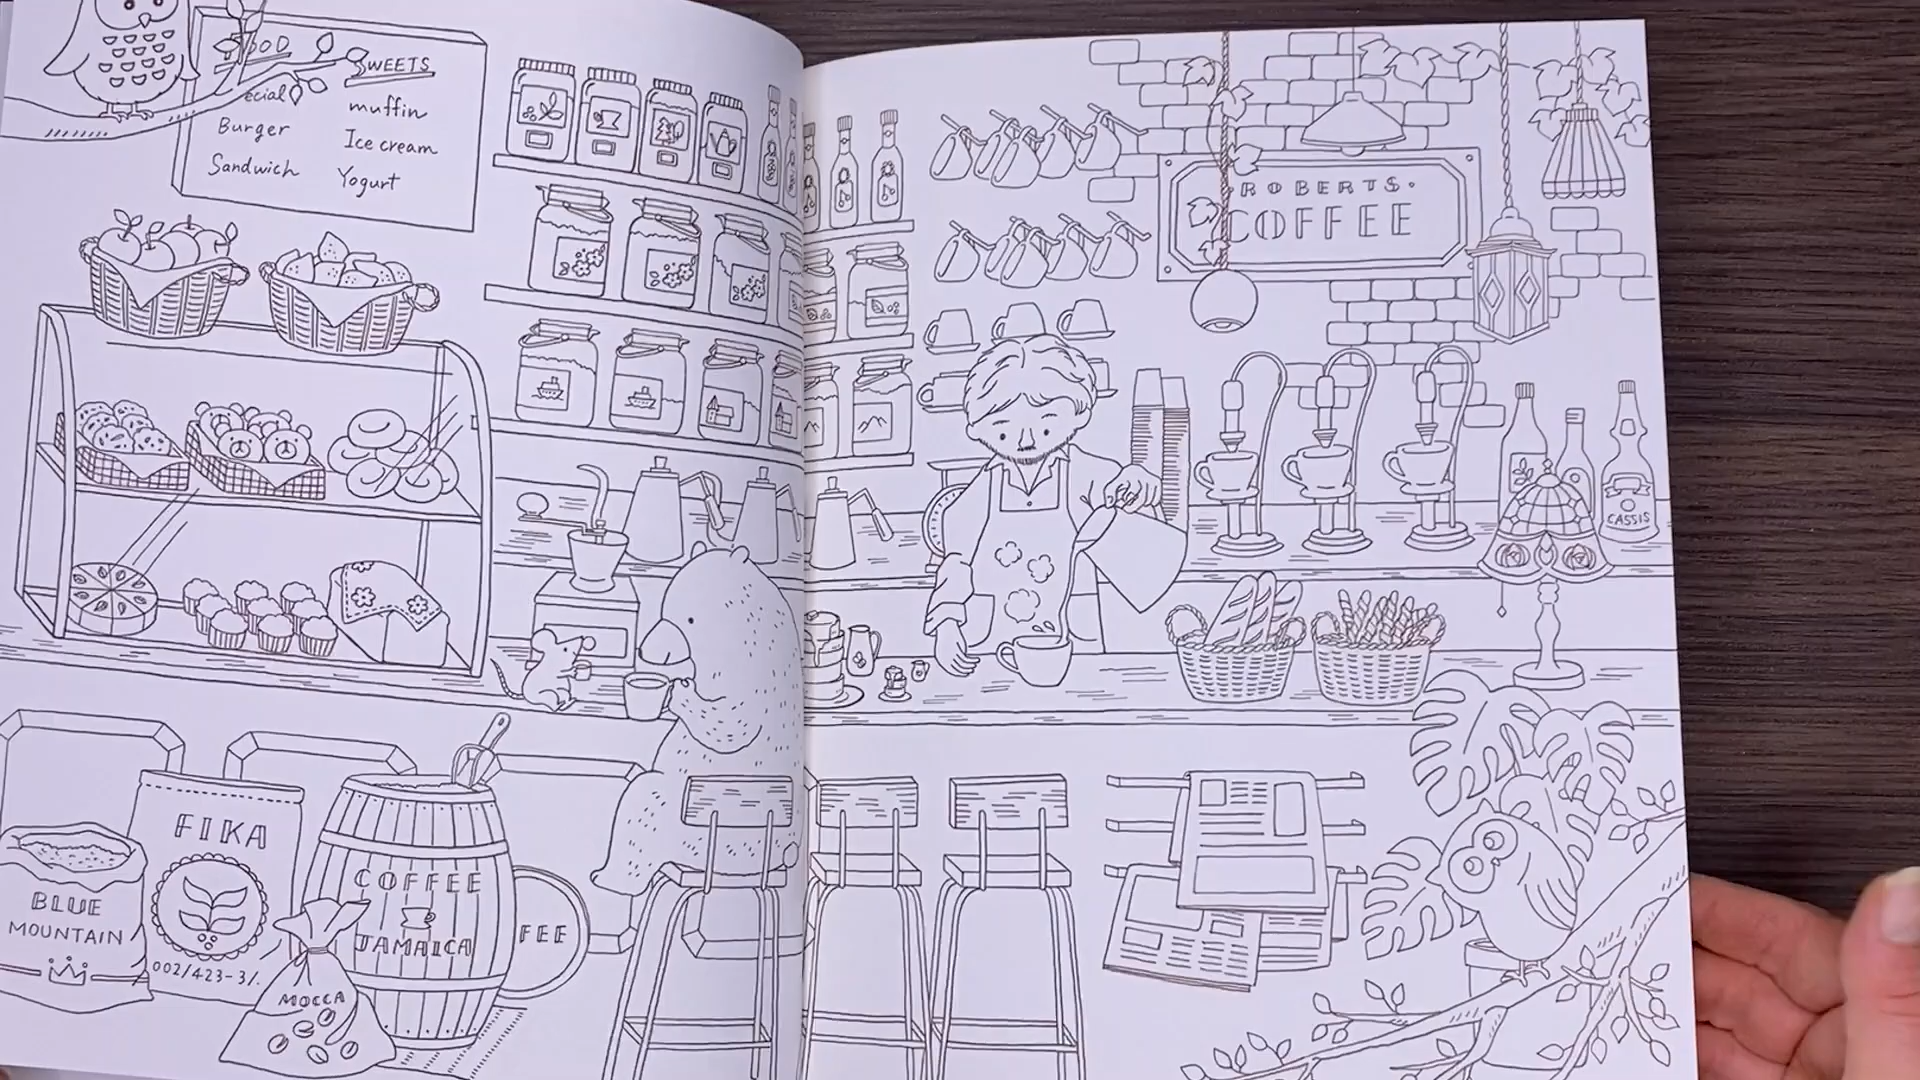 SWEETS
Burger
Sandwich
muffin
Ice cream
Yogurt
ROBERTS.
COFFEE
CASSIS
FIKA
002/423-3/.
BLUE
MOUNTAIN
COFFEE
JAMAICA
MOCCA
FEE